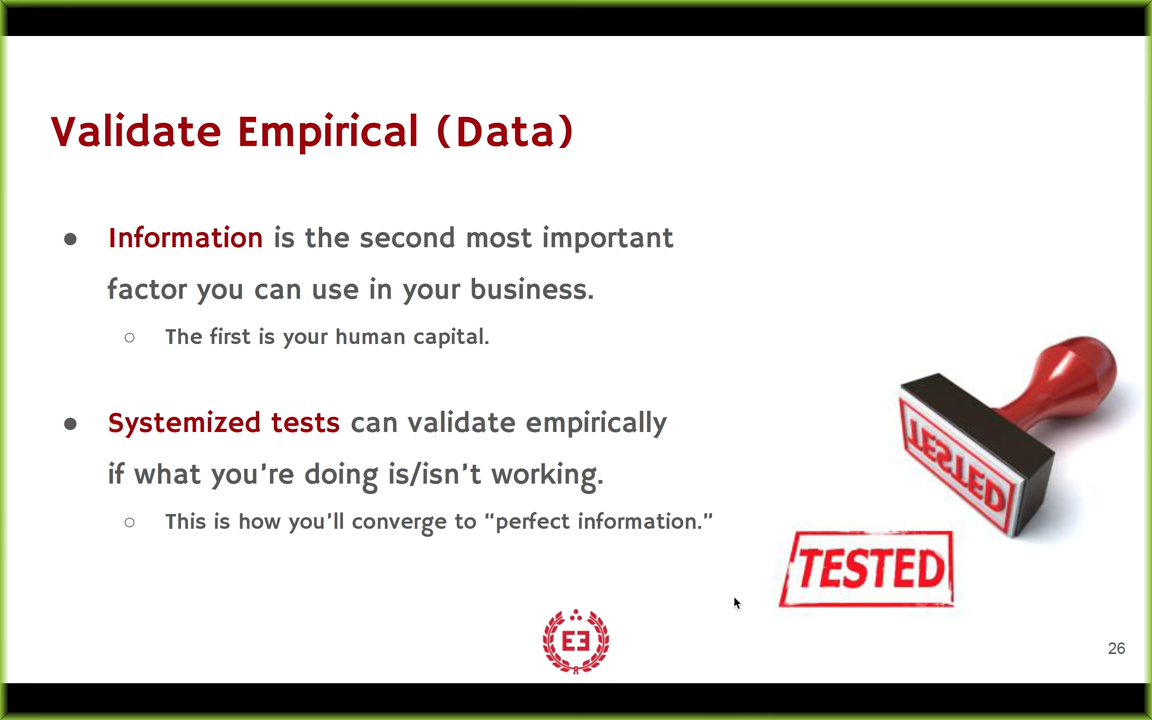 Validate Empirical (Data)
● Information is the second most important
factor you can use in your business.
○ The first is your human capital.
● Systemized tests can validate empirically
if what you're doing is/isn't working.
○ This is how you'll converge to “perfect information.”
TESTED
TESTED
EE
26